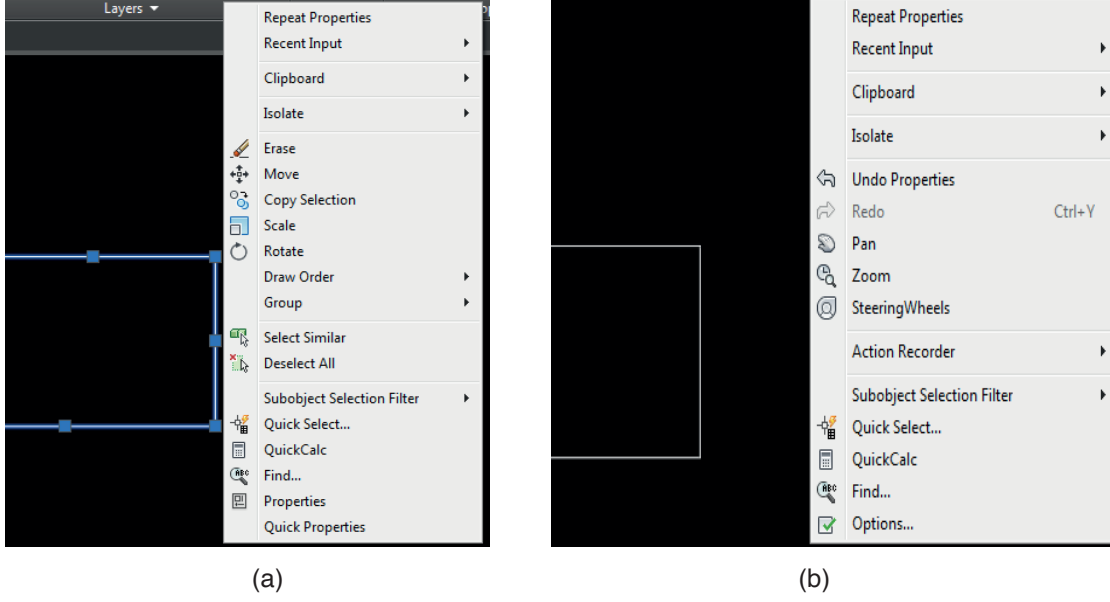 Layers
Repeat Properties
Recent Input
Clipboard
Isolate
Erase
Move
Copy Selection
Scale
Rotate
Draw Order
Group
Select Similar
Deselect All
Subobject Selection Filter
Quick Select...
QuickCalc
Find...
Properties
Quick Properties
(a)
Repeat Properties
Recent Input
Clipboard
Isolate
Undo Properties
Redo Ctrl+Y
Pan
Zoom
SteeringWheels
Action Recorder
Subobject Selection Filter
Quick Select...
QuickCalc
Find...
Options...
(b)